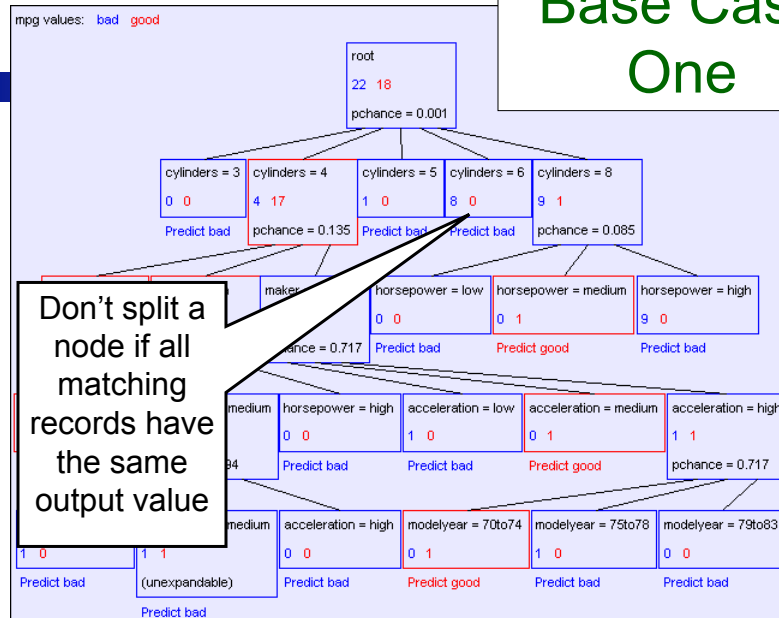 Base Case
One
mpg values: bad good
root
22 18
pchance = 0.001
cylinders = 3
0 0
Predict bad
cylinders = 4
4 17
pchance = 0.135
cylinders = 5
1 0
Predict bad
cylinders = 6
8 0
Predict bad
cylinders = 8
9 1
pchance = 0.085
Don't split a
node if all
matching
records have
the same
output value
maker
= 0.717
horsepower = low
0 0
Predict bad
horsepower = medium
0 1
Predict good
horsepower = high
9 0
Predict bad
medium
94
horsepower = high
0 0
Predict bad
acceleration = low
1 0
Predict bad
acceleration = medium
0 1
Predict good
acceleration = high
1 1
pchance = 0.717
1 0
Predict bad
medium
1 1
(unexpandable)
Predict bad
acceleration = high
0 0
Predict bad
modelyear = 70to74
0 1
Predict good
modelyear = 75to78
1 0
Predict bad
modelyear = 79to83
0 0
Predict bad